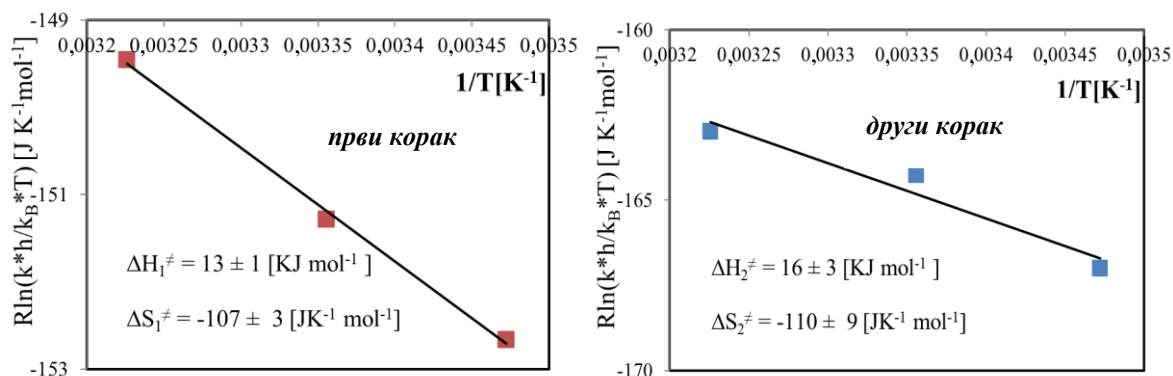 -149
0,0032 0,00325 0,0033 0,00335 0,0034 0,00345 0,0035
1/T[K⁻¹]
први корак
-151
ΔH₁≠ = 13 ± 1 [KJ mol⁻¹ ]
ΔS₁≠ = -107 ± 3 [JK⁻¹ mol⁻¹]
-153
Rln(k*h/k_B*T) [J K⁻¹mol⁻¹]
-160
0,0032 0,00325 0,0033 0,00335 0,0034 0,00345 0,0035
1/T[K⁻¹]
други корак
-165
ΔH₂≠ = 16 ± 3 [KJ mol⁻¹ ]
ΔS₂≠ = -110 ± 9 [JK⁻¹ mol⁻¹]
-170
Rln(k*h/k_B*T) [J K⁻¹mol⁻¹]